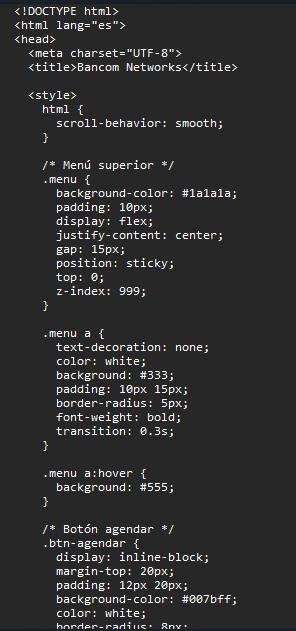 <!DOCTYPE html>
<html lang="es">
<head>
<meta charset="UTF-8">
<title>Bancom Networks</title>
<style>
html {
scroll-behavior: smooth;
}
/* Menú superior */
.menu {
background-color: #1a1a1a;
padding: 10px;
display: flex;
justify-content: center;
gap: 15px;
position: sticky;
top: 0;
z-index: 999;
}
.menu a {
text-decoration: none;
color: white;
background: #333;
padding: 10px 15px;
border-radius: 5px;
font-weight: bold;
transition: 0.3s;
}
.menu a:hover {
background: #555;
}
/* Botón agendar */
.btn-agendar {
display: inline-block;
margin-top: 20px;
padding: 12px 20px;
background-color: #007bff;
color: white;
border-radius: 8px;